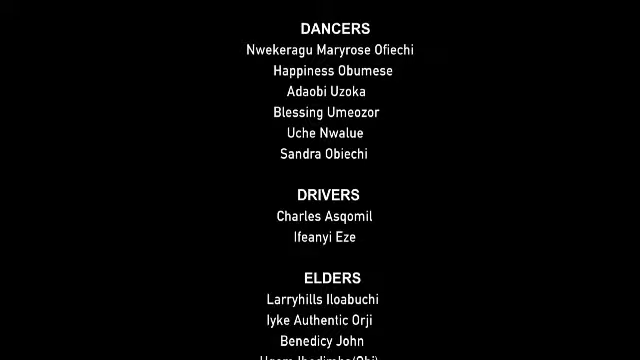 DANCERS
Nwekeragu Maryrose Ofiechi
Happiness Obumese
Adaobi Uzoka
Blessing Umeozor
Uche Nwalue
Sandra Obiechi
DRIVERS
Charles Asqomil
Ifeanyi Eze
ELDERS
Larryhills Iloabuchi
Iyke Authentic Orji
Benedicy John